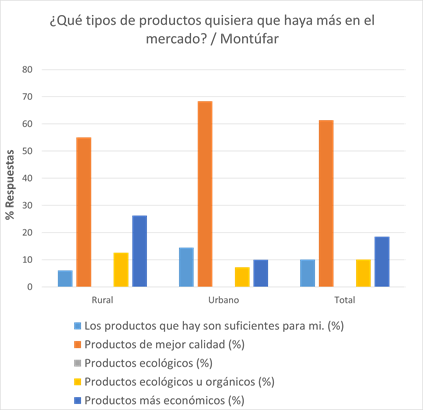 ¿Qué tipos de productos quisiera que haya más en el
mercado? / Montúfar
80
70
60
50
40
30
20
10
0
% Respuestas
Rural
Urbano
Total
Los productos que hay son suficientes para mi. (%)
Productos de mejor calidad (%)
Productos ecológicos (%)
Productos ecológicos u orgánicos (%)
Productos más económicos (%)